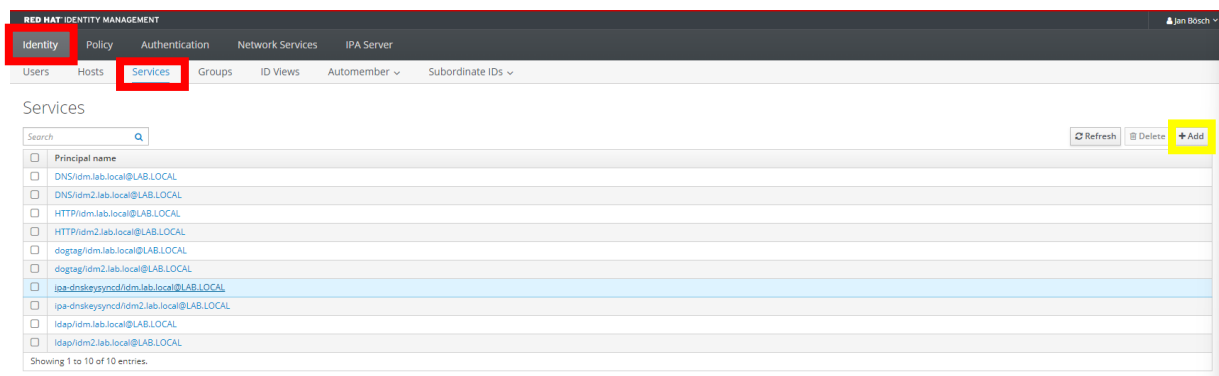 RED HAT IDENTITY MANAGEMENT Jan Bösch
Identity Policy Authentication Network Services IPA Server
Users Hosts Services Groups ID Views Automember Subordinate IDs
Services
Search Refresh Delete + Add
Principal name
DNS/idm.lab.local@LAB.LOCAL
DNS/idm2.lab.local@LAB.LOCAL
HTTP/idm.lab.local@LAB.LOCAL
HTTP/idm2.lab.local@LAB.LOCAL
dogtag/idm.lab.local@LAB.LOCAL
dogtag/idm2.lab.local@LAB.LOCAL
ipa-dnskeysyncd/idm.lab.local@LAB.LOCAL
ipa-dnskeysyncd/idm2.lab.local@LAB.LOCAL
ldap/idm.lab.local@LAB.LOCAL
ldap/idm2.lab.local@LAB.LOCAL
Showing 1 to 10 of 10 entries.